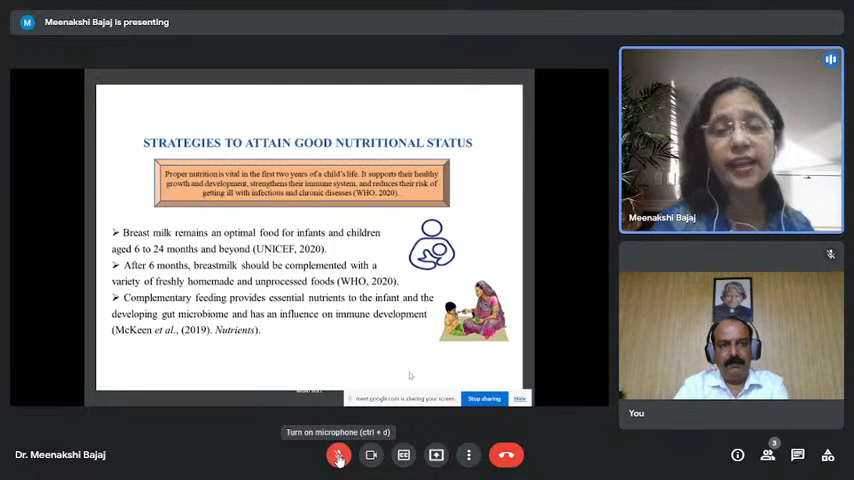 M Meenakshi Bajaj is presenting
STRATEGIES TO ATTAIN GOOD NUTRITIONAL STATUS
Proper nutrition is vital in the first two years of a child's life. It supports their healthy
growth and development, strengthens their immune system, and reduces their risk of
getting ill with infectious and chronic diseases (WHO, 2020).
➢ Breast milk remains an optimal food for infants and children
aged 6 to 24 months and beyond (UNICEF, 2020).
➢ After 6 months, breastmilk should be complemented with a
variety of freshly homemade and unprocessed foods (WHO, 2020).
➢ Complementary feeding provides essential nutrients to the infant and the
developing gut microbiome and has an influence on immune development
(McKeen et al., (2019). Nutrients).
meet.google.com is sharing your screen.
Stop sharing
Hide
Meenakshi Bajaj
You
Turn on microphone (ctrl + d)
Dr. Meenakshi Bajaj
3